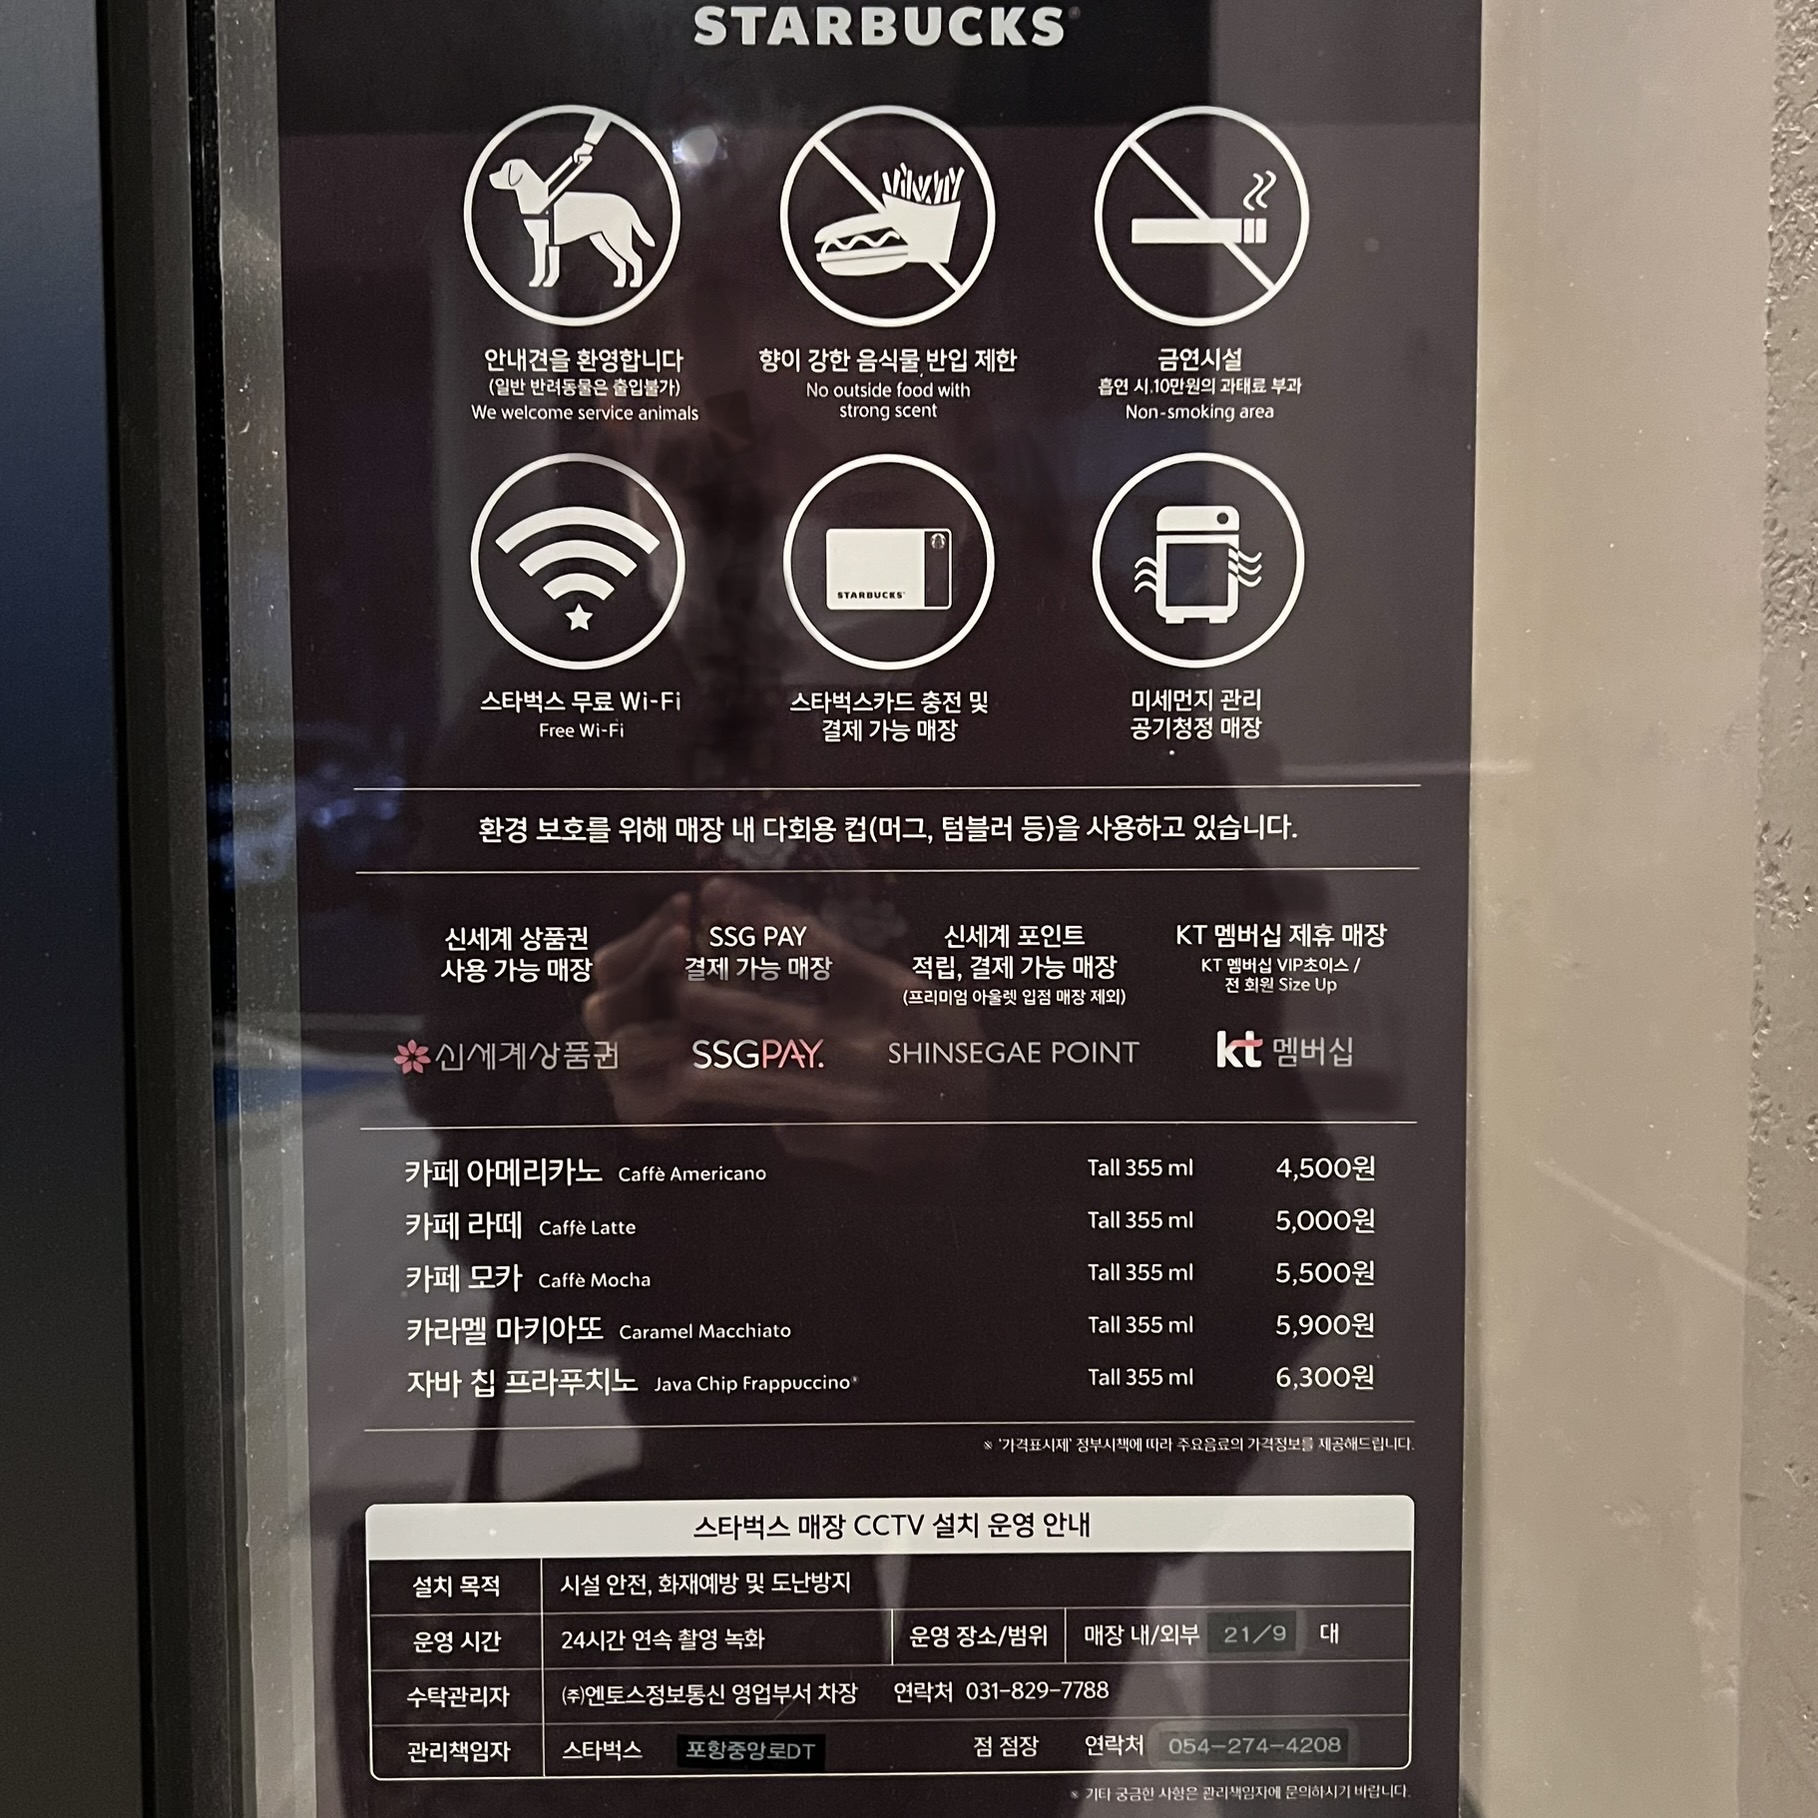 STARBUCKS
안내견을 환영합니다
(일반 반려동물은 출입불가)
We welcome service animals
향이 강한 음식물 반입 제한
No outside food with
strong scent
금연시설
흡연 시 10만원의 과태료 부과
Non-smoking area
STARBUCKS
스타벅스 무료 Wi-Fi
Free Wi-Fi
스타벅스카드 충전 및
결제 가능 매장
미세먼지 관리
공기청정 매장
환경 보호를 위해 매장 내 다회용 컵(머그, 텀블러 등)을 사용하고 있습니다.
신세계 상품권
사용 가능 매장
SSG PAY
결제 가능 매장
신세계 포인트
적립, 결제 가능 매장
(프리미엄 아울렛 입점 매장 제외)
KT 멤버십 제휴 매장
KT 멤버십 VIP초이스 /
전 회원 Size Up
신세계상품권
SSGPAY.
SHINSEGAE POINT
kt 멤버십
카페 아메리카노 Caffè Americano Tall 355 ml 4,500원
카페 라떼 Caffè Latte Tall 355 ml 5,000원
카페 모카 Caffè Mocha Tall 355 ml 5,500원
카라멜 마키아또 Caramel Macchiato Tall 355 ml 5,900원
자바 칩 프라푸치노 Java Chip Frappuccino® Tall 355 ml 6,300원
※ '가격표시제' 정부시책에 따라 주요음료의 가격정보를 제공해드립니다.
스타벅스 매장 CCTV 설치 운영 안내
설치 목적 시설 안전, 화재예방 및 도난방지
운영 시간 24시간 연속 촬영 녹화 운영 장소/범위 매장 내/외부 21/9 대
수탁관리자 (주)엔토스정보통신 영업부서 차장 연락처 031-829-7788
관리책임자 스타벅스 포항중앙로DT 점 점장 연락처 054-274-4208
※ 기타 궁금한 사항은 관리책임자에 문의하시기 바랍니다.